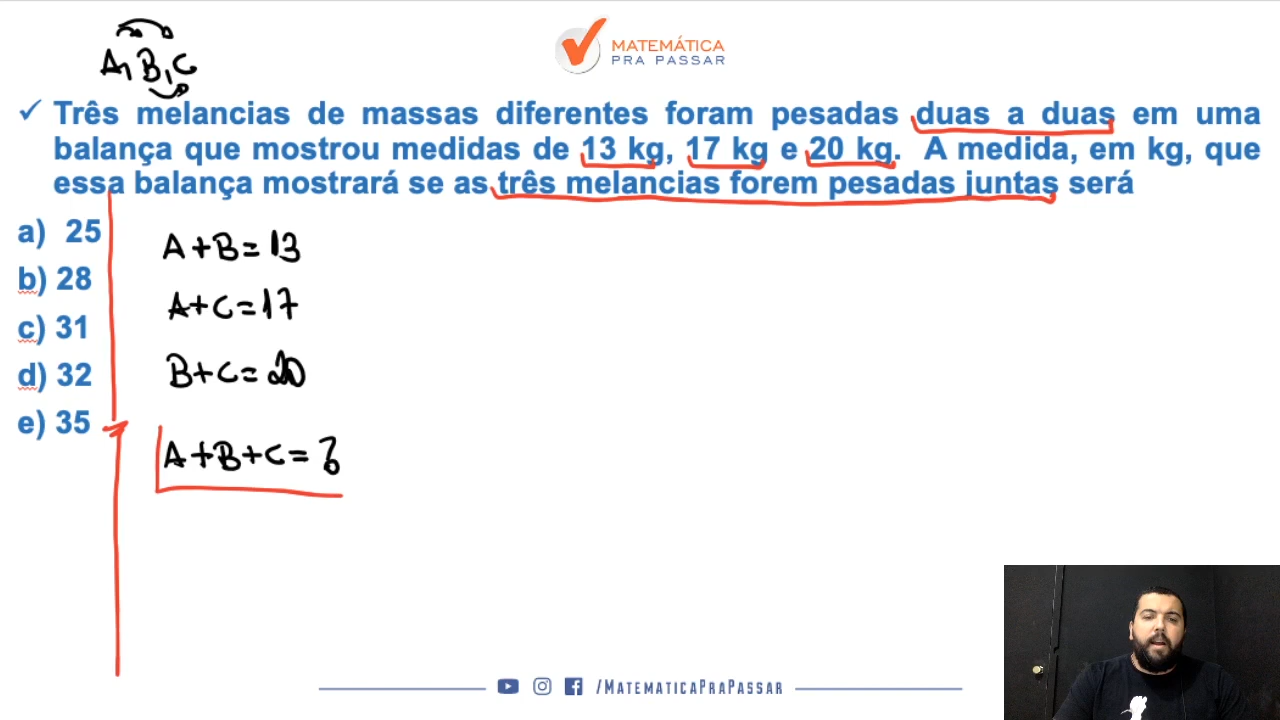 A, B, C
MATEMÁTICA
PRA PASSAR
✓ Três melancias de massas diferentes foram pesadas duas a duas em uma
balança que mostrou medidas de 13 kg, 17 kg e 20 kg. A medida, em kg, que
essa balança mostrará se as três melancias forem pesadas juntas será
a) 25
b) 28
c) 31
d) 32
e) 35
A+B=13
A+C=17
B+C=20
A+B+C=?
/MATEMATICAPRAPASSAR